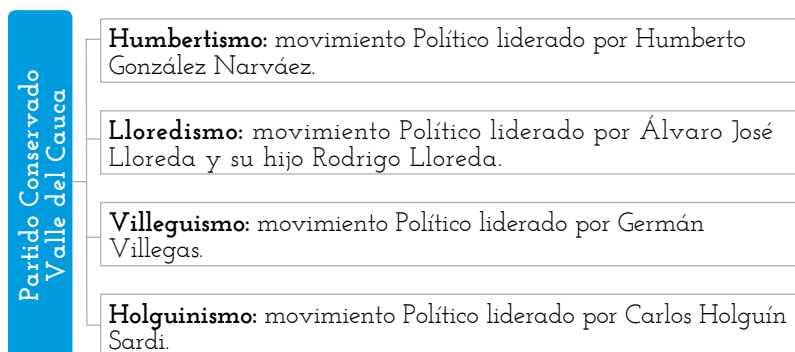 Partido Conservado
Valle del Cauca
Humbertismo: movimiento Político liderado por Humberto
González Narváez.
Lloredismo: movimiento Político liderado por Álvaro José
Lloreda y su hijo Rodrigo Lloreda.
Villeguismo: movimiento Político liderado por Germán
Villegas.
Holguinismo: movimiento Político liderado por Carlos Holguín
Sardi.